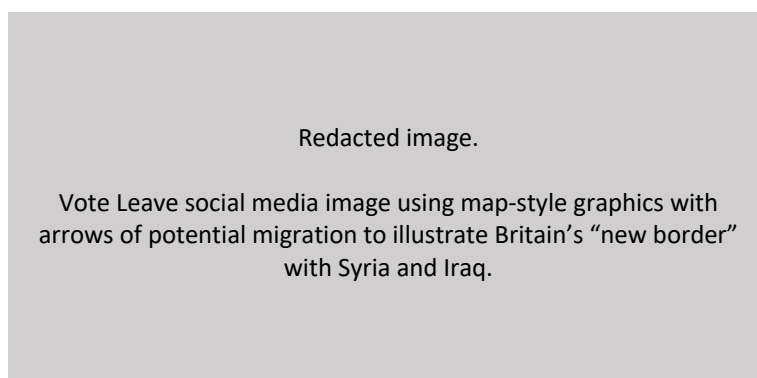 Redacted image.
Vote Leave social media image using map-style graphics with
arrows of potential migration to illustrate Britain’s “new border”
with Syria and Iraq.